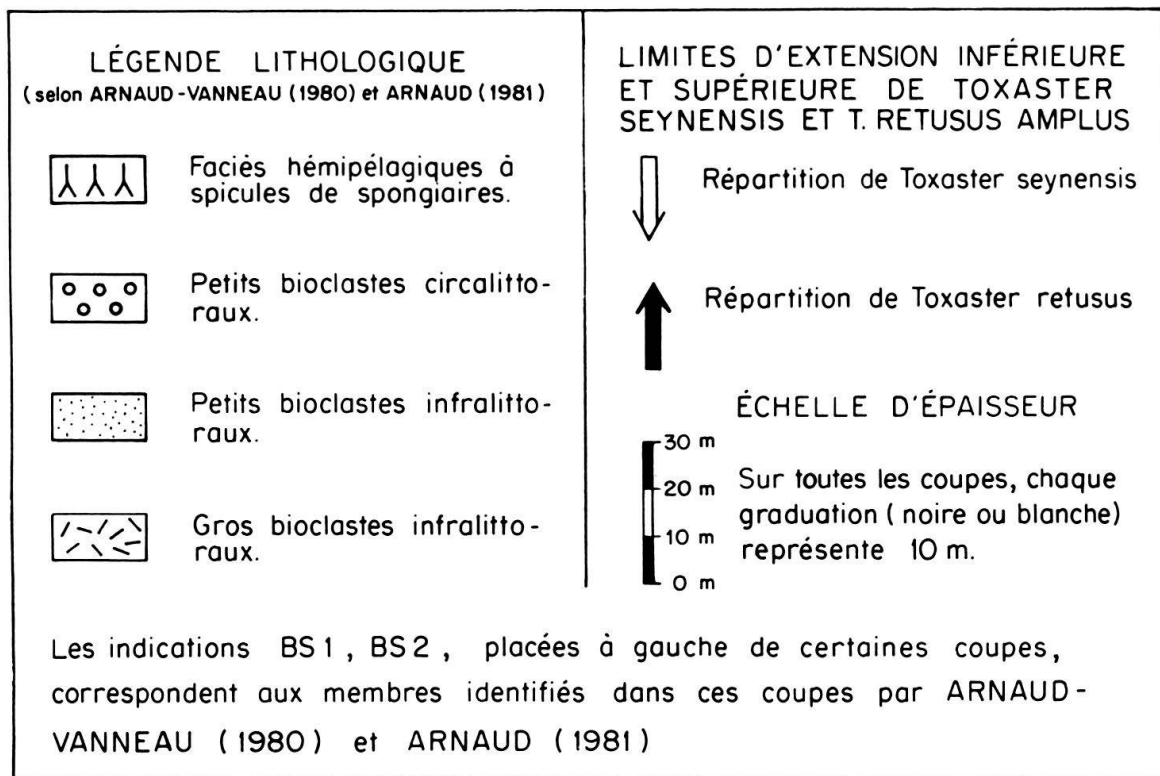 LÉGENDE LITHOLOGIQUE
(selon ARNAUD-VANNEAU (1980) et ARNAUD (1981)
Faciès hémipélagiques à
spicules de spongiaires.
Petits bioclastes circalitto-
raux.
Petits bioclastes infralitto-
raux.
Gros bioclastes infralitto-
raux.
LIMITES D'EXTENSION INFÉRIEURE
ET SUPÉRIEURE DE TOXASTER
SEYNENSIS ET T. RETUSUS AMPLUS
Répartition de Toxaster seynensis
Répartition de Toxaster retusus
ÉCHELLE D'ÉPAISSEUR
30 m
20 m
10 m
0 m
Sur toutes les coupes, chaque
graduation (noire ou blanche)
représente 10 m.
Les indications BS1, BS2, placées à gauche de certaines coupes,
correspondent aux membres identifiés dans ces coupes par ARNAUD-
VANNEAU (1980) et ARNAUD (1981)